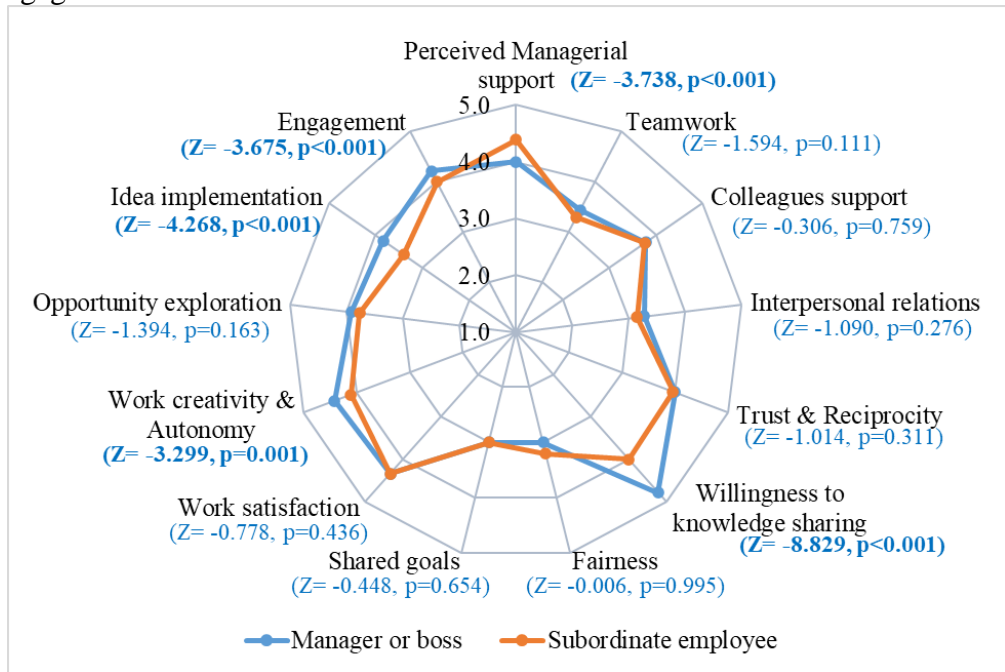 Perceived Managerial
support (Z= -3.738, p<0.001)
5.0
Teamwork
(Z= -1.594, p=0.111)
Colleagues support
(Z= -0.306, p=0.759)
Interpersonal relations
(Z= -1.090, p=0.276)
Trust & Reciprocity
(Z= -1.014, p=0.311)
Willingness to
knowledge sharing
(Z= -8.829, p<0.001)
Fairness
(Z= -0.006, p=0.995)
Shared goals
(Z= -0.448, p=0.654)
Work satisfaction
(Z= -0.778, p=0.436)
Work creativity &
Autonomy
(Z= -3.299, p=0.001)
Opportunity exploration
(Z= -1.394, p=0.163)
Idea implementation
(Z= -4.268, p<0.001)
Engagement
(Z= -3.675, p<0.001)
4.0
3.0
2.0
1.0
Manager or boss
Subordinate employee